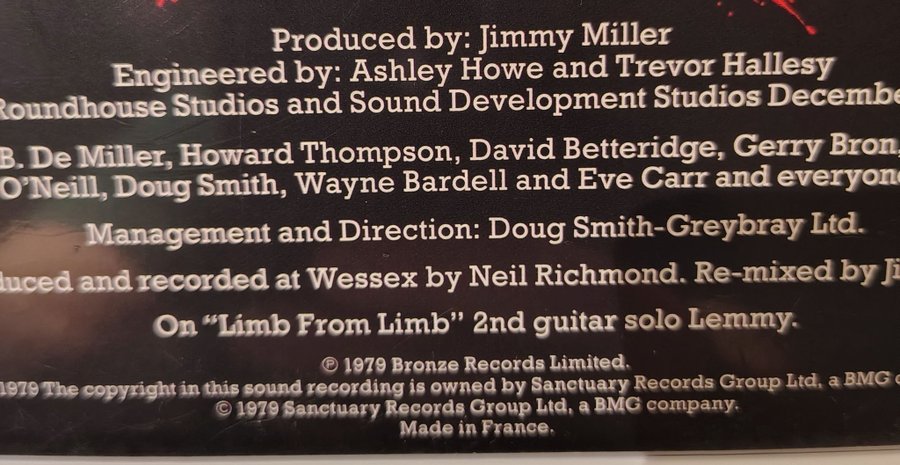 Produced by: Jimmy Miller
Engineered by: Ashley Howe and Trevor Hallesy
Roundhouse Studios and Sound Development Studios Decembe
B. De Miller, Howard Thompson, David Betteridge, Gerry Bron,
O'Neill, Doug Smith, Wayne Bardell and Eve Carr and everyon
Management and Direction: Doug Smith-Greybray Ltd.
duced and recorded at Wessex by Neil Richmond. Re-mixed by Ji
On “Limb From Limb” 2nd guitar solo Lemmy.
℗ 1979 Bronze Records Limited.
1979 The copyright in this sound recording is owned by Sanctuary Records Group Ltd, a BMG c
© 1979 Sanctuary Records Group Ltd, a BMG company.
Made in France.